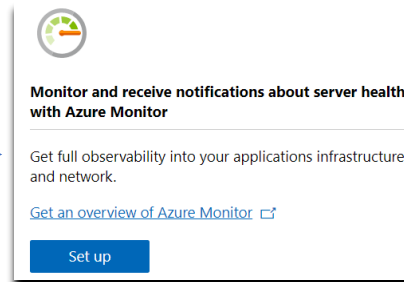 Monitor and receive notifications about server health
with Azure Monitor
Get full observability into your applications infrastructure
and network.
Get an overview of Azure Monitor
Set up